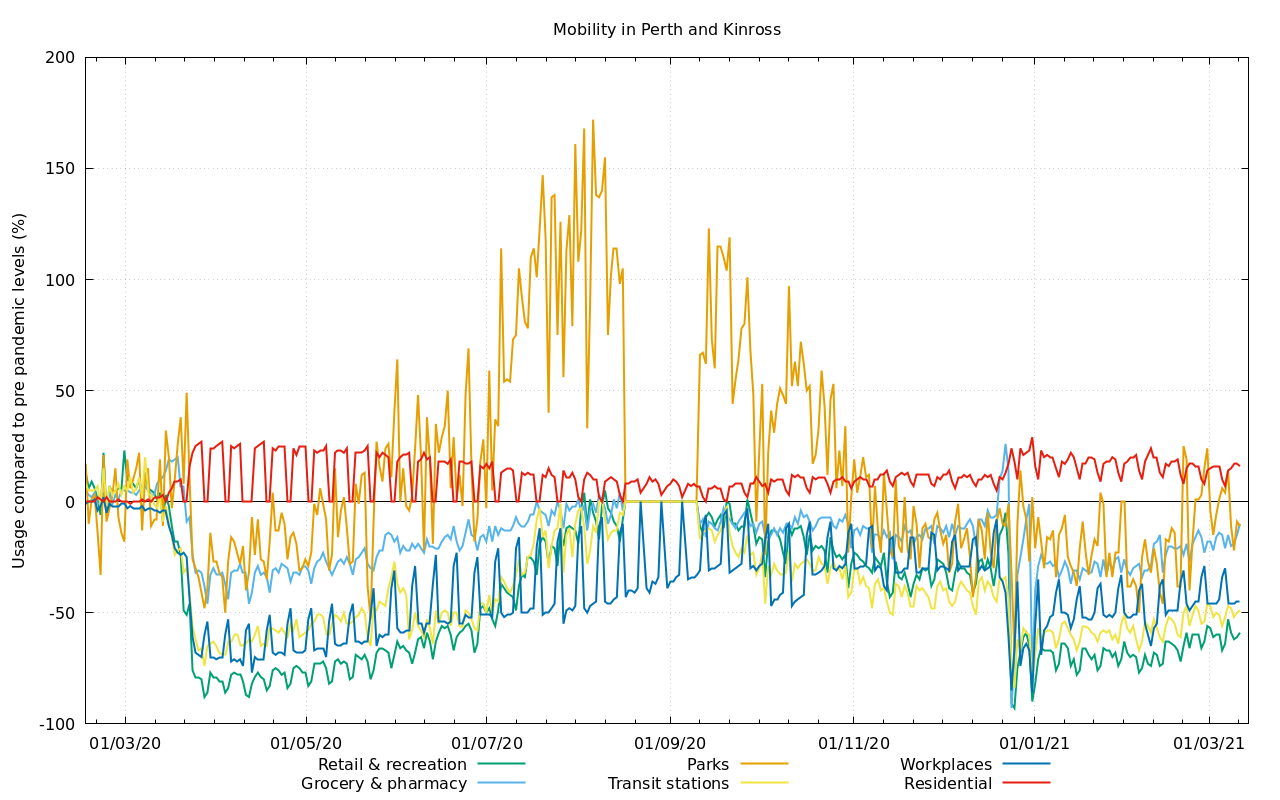 Mobility in Perth and Kinross
Usage compared to pre pandemic levels (%)
200
150
100
50
0
-50
-100
01/03/20 01/05/20 01/07/20 01/09/20 01/11/20 01/01/21 01/03/21
Retail & recreation Parks Workplaces
Grocery & pharmacy Transit stations Residential